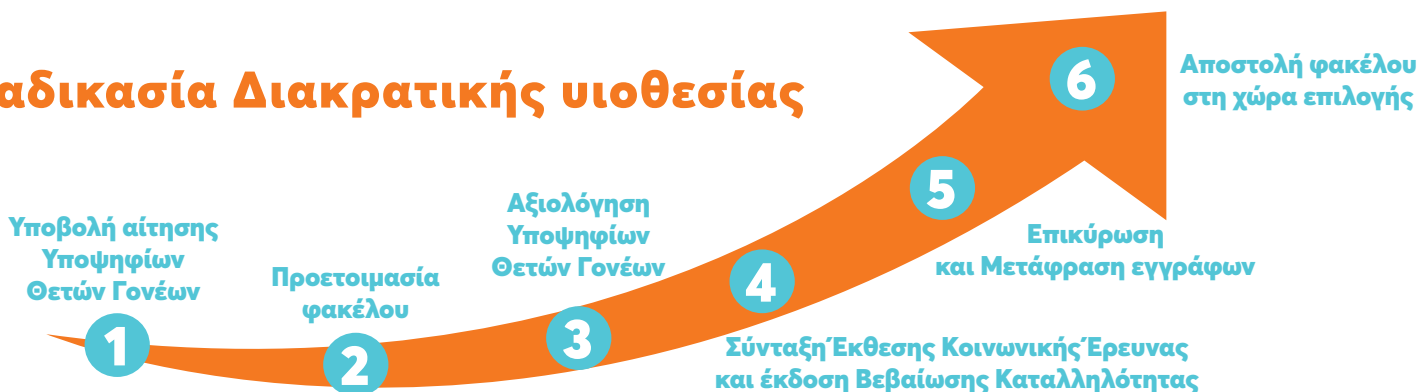 αδικασία Διακρατικής υιοθεσίας
1
Υποβολή αίτησης
Υποψηφίων
Θετών Γονέων
2
Προετοιμασία
φακέλου
3
Αξιολόγηση
Υποψηφίων
Θετών Γονέων
4
Σύνταξη Έκθεσης Κοινωνικής Έρευνας
και έκδοση Βεβαίωσης Καταλληλότητας
5
Επικύρωση
και Μετάφραση εγγράφων
6
Αποστολή φακέλου
στη χώρα επιλογής